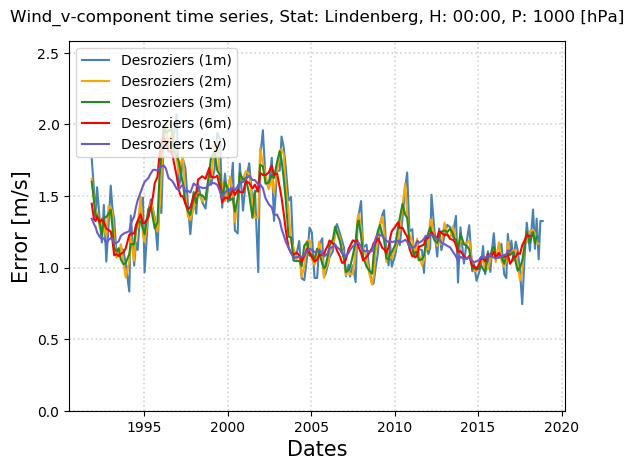 Wind_v-component time series, Stat: Lindenberg, H: 00:00, P: 1000 [hPa]
2.5
2.0
1.5
1.0
0.5
0.0
Error [m/s]
Desroziers (1m)
Desroziers (2m)
Desroziers (3m)
Desroziers (6m)
Desroziers (1y)
1995
2000
2005
2010
2015
2020
Dates